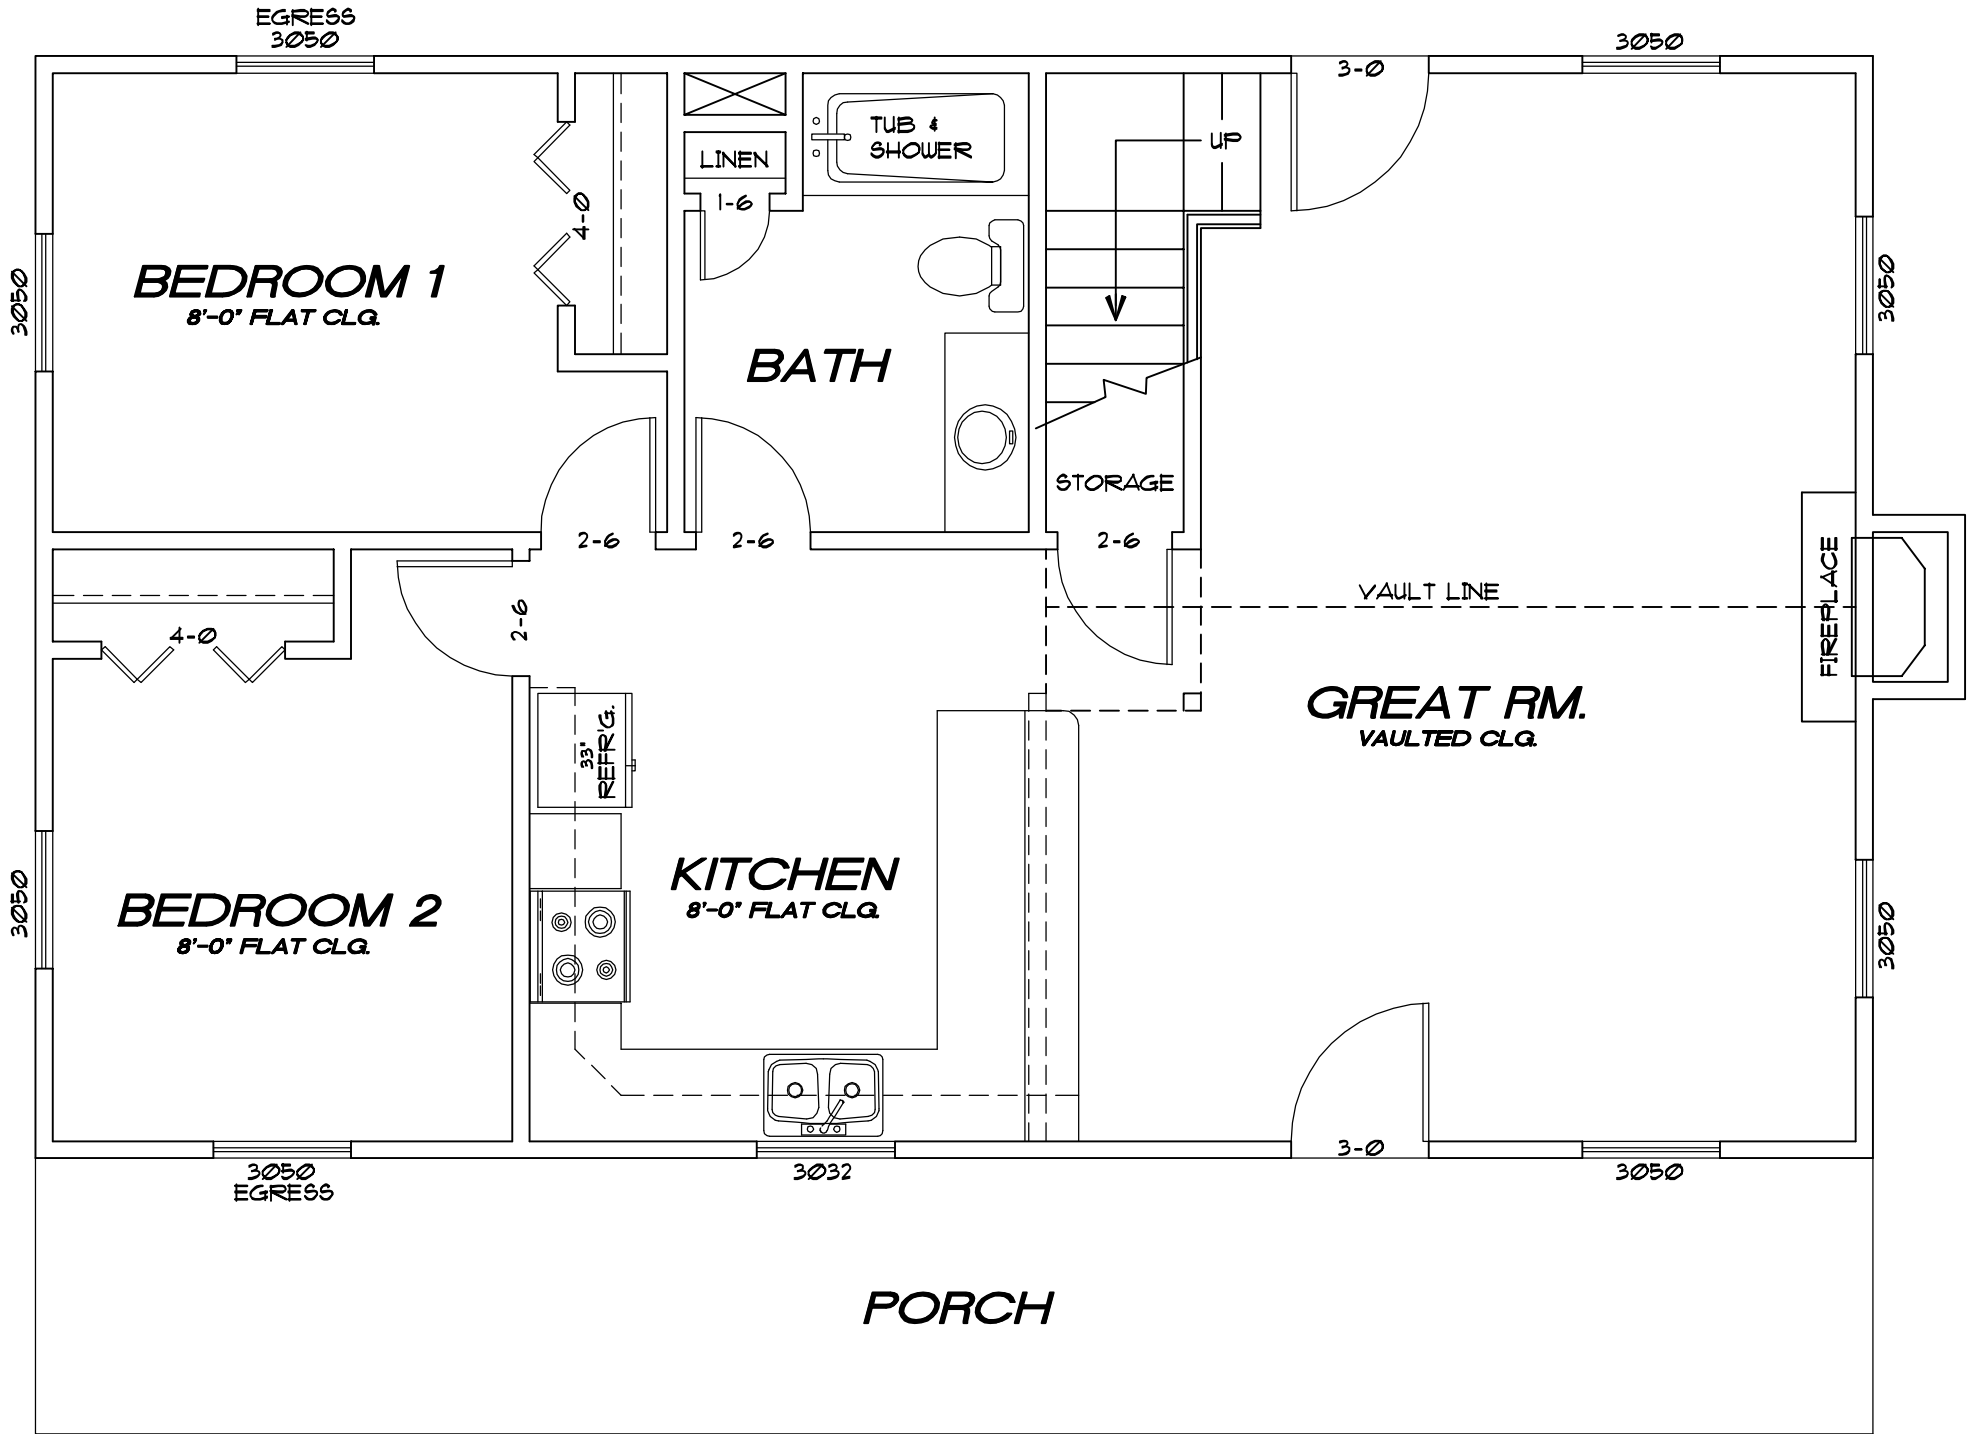 EGRESS
3050
3050
3-0
TUB &
SHOWER
UP
LINEN
1-6
4-0
BEDROOM 1
8'-0" FLAT CLG.
3050
3050
BATH
STORAGE
2-6
2-6
2-6
VAULT LINE
FIREPLACE
2-6
4-0
GREAT RM.
VAULTED CLG.
33"
REFR'G.
KITCHEN
8'-0" FLAT CLG.
BEDROOM 2
8'-0" FLAT CLG.
3050
3050
3-0
3050
EGRESS
3032
3050
PORCH